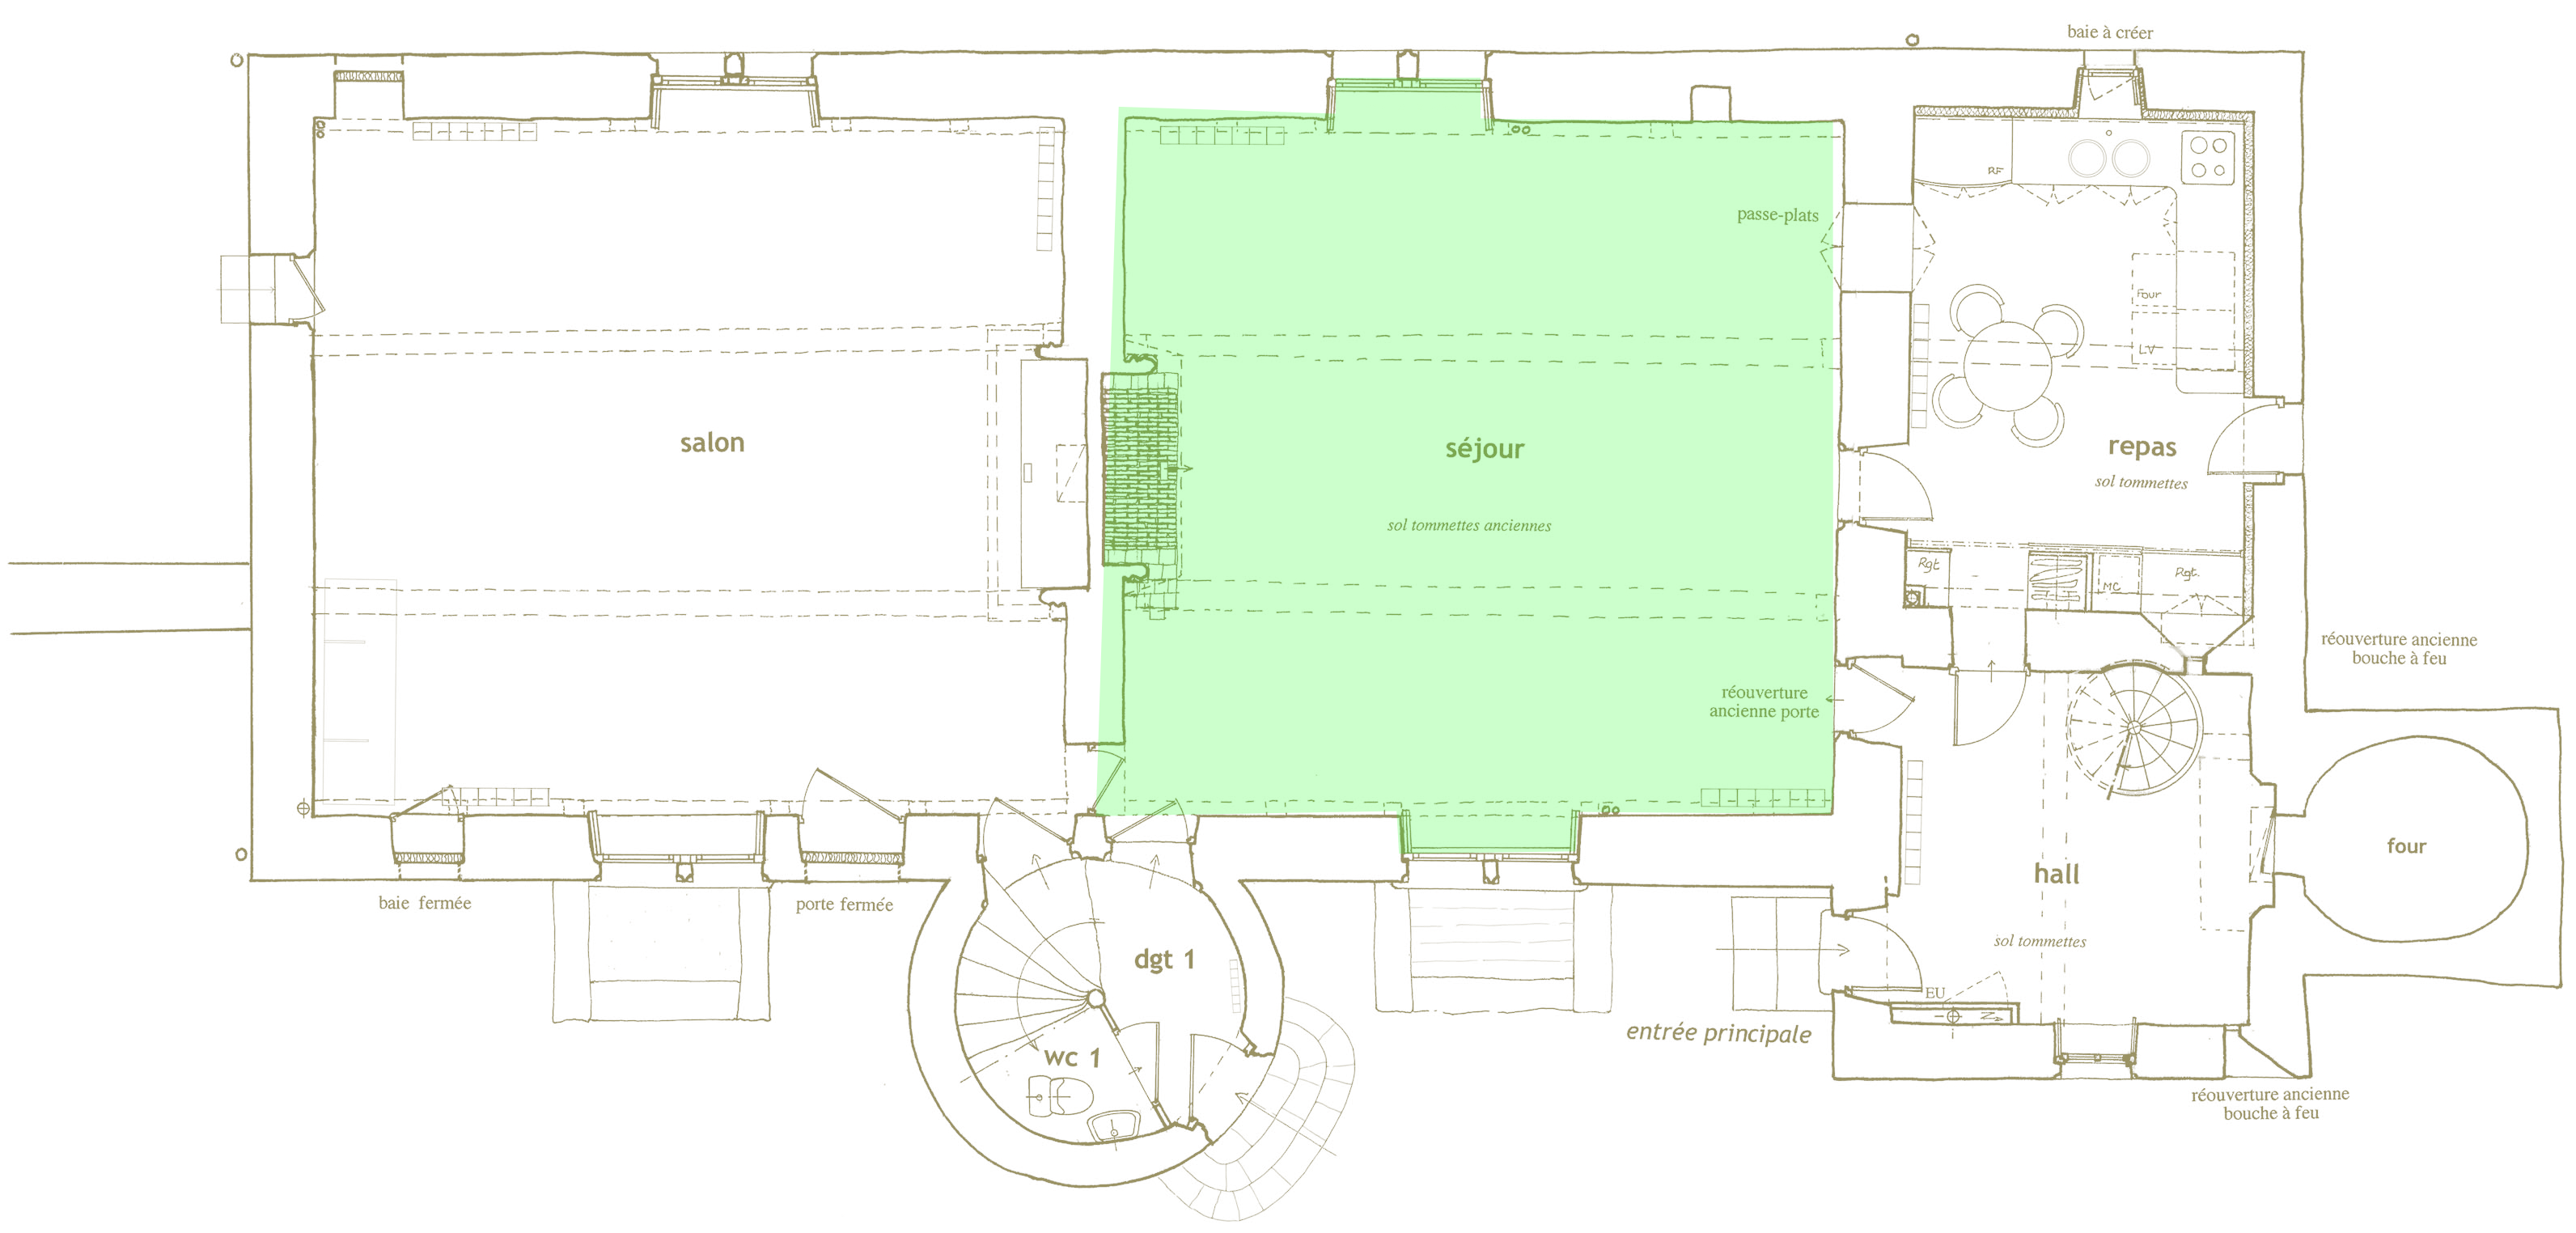 baie à créer
RF
passe-plats
Four
L.V
salon
séjour
repas
sol tommettes
sol tommettes anciennes
Rgt
MC
Rgt.
réouverture ancienne
bouche à feu
réouverture
ancienne porte
four
hall
baie fermée
porte fermée
dgt 1
sol tommettes
EU
entrée principale
wc 1
réouverture ancienne
bouche à feu